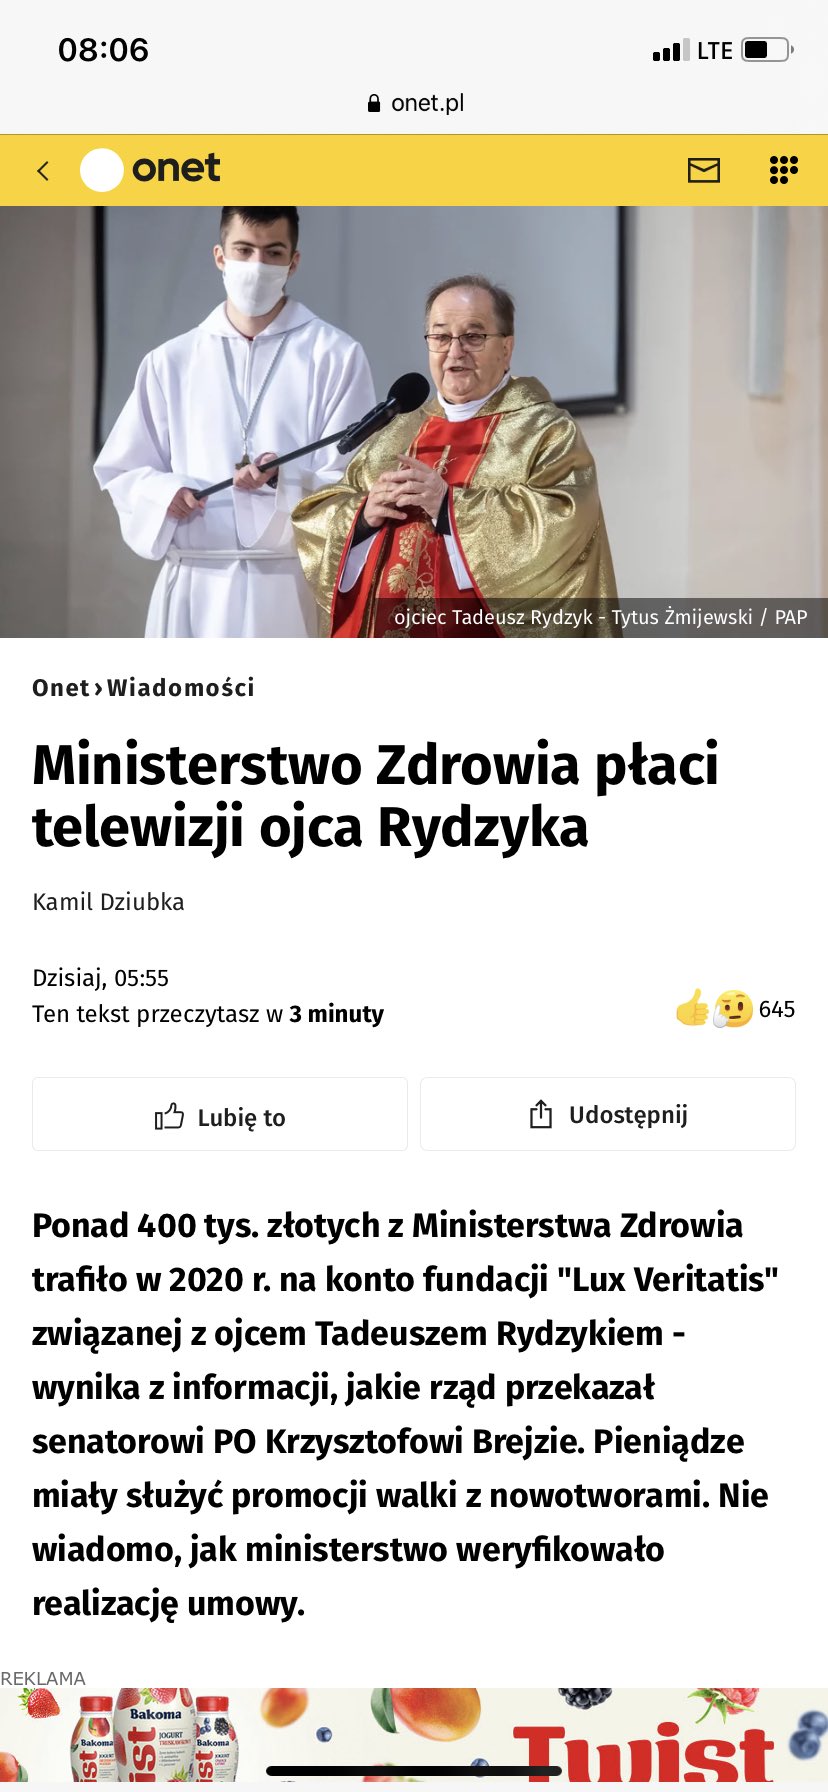 08:06
LTE
onet.pl
onet
ojciec Tadeusz Rydzyk - Tytus Żmijewski / PAP
Onet › Wiadomości
Ministerstwo Zdrowia płaci
telewizji ojca Rydzyka
Kamil Dziubka
Dzisiaj, 05:55
Ten tekst przeczytasz w 3 minuty
645
Lubię to
Udostępnij
Ponad 400 tys. złotych z Ministerstwa Zdrowia
trafiło w 2020 r. na konto fundacji "Lux Veritatis"
związanej z ojcem Tadeuszem Rydzykiem -
wynika z informacji, jakie rząd przekazał
senatorowi PO Krzysztofowi Brejzie. Pieniądze
miały służyć promocji walki z nowotworami. Nie
wiadomo, jak ministerstwo weryfikowało
realizację umowy.
REKLAMA
Bakoma
Bakoma
Bakoma
JOGURT
TRUSKAWKOWY
Twist